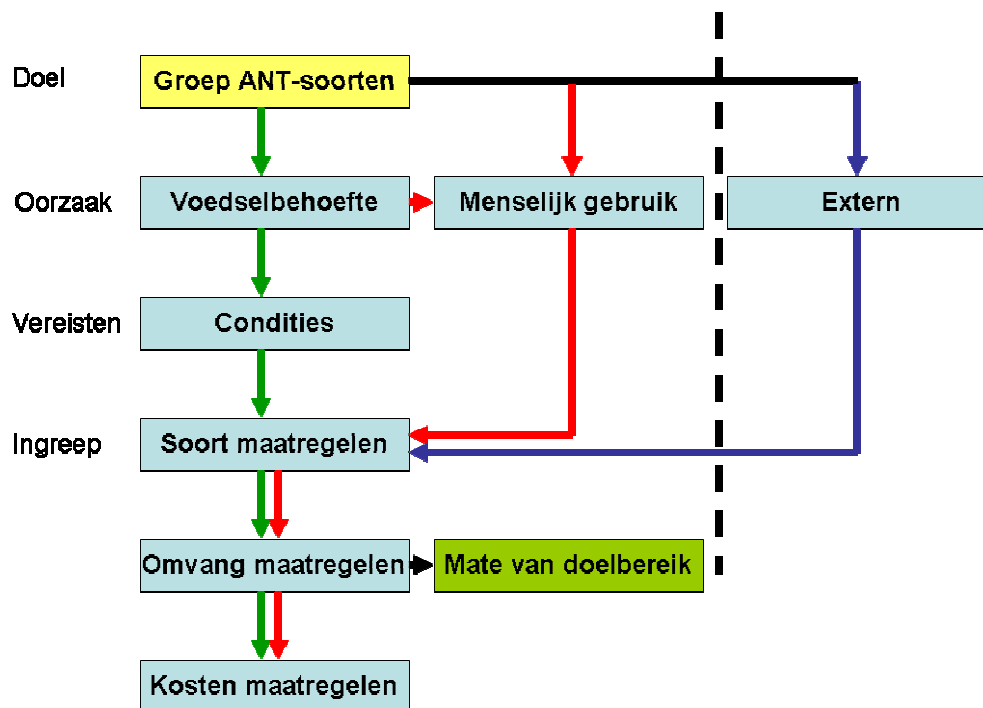 Doel
Groep ANT-soorten
Oorzaak
Voedselbehoefte
Menselijk gebruik
Extern
Vereisten
Condities
Ingreep
Soort maatregelen
Omvang maatregelen
Mate van doelbereik
Kosten maatregelen